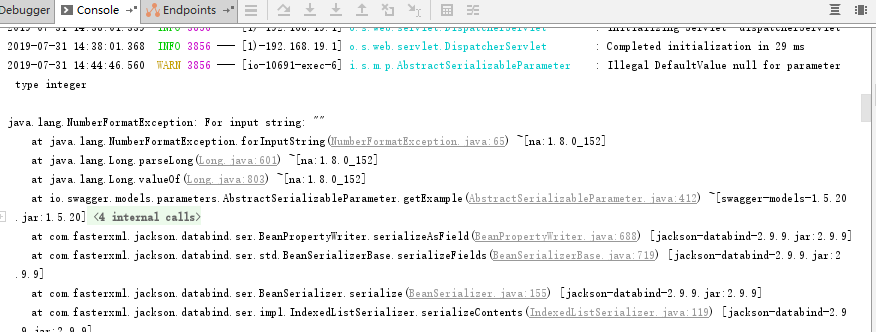 Debugger Console Endpoints
2019-07-31 14:38:01.339 INFO 3856 --- [1)-192.168.19.1] o.s.web.servlet.DispatcherServlet : Initializing Servlet 'dispatcherServlet'
2019-07-31 14:38:01.368 INFO 3856 --- [1)-192.168.19.1] o.s.web.servlet.DispatcherServlet : Completed initialization in 29 ms
2019-07-31 14:44:46.560 WARN 3856 --- [io-10691-exec-6] i.s.m.p.AbstractSerializableParameter : Illegal DefaultValue null for parameter
type integer
java.lang.NumberFormatException: For input string: ""
at java.lang.NumberFormatException.forInputString(NumberFormatException.java:65) ~[na:1.8.0_152]
at java.lang.Long.parseLong(Long.java:601) ~[na:1.8.0_152]
at java.lang.Long.valueOf(Long.java:803) ~[na:1.8.0_152]
at io.swagger.models.parameters.AbstractSerializableParameter.getExample(AbstractSerializableParameter.java:412) ~[swagger-models-1.5.20
.jar:1.5.20] <4 internal calls>
at com.fasterxml.jackson.databind.ser.BeanPropertyWriter.serializeAsField(BeanPropertyWriter.java:688) [jackson-databind-2.9.9.jar:2.9.9]
at com.fasterxml.jackson.databind.ser.std.BeanSerializerBase.serializeFields(BeanSerializerBase.java:719) [jackson-databind-2.9.9.jar:2
.9.9]
at com.fasterxml.jackson.databind.ser.BeanSerializer.serialize(BeanSerializer.java:155) [jackson-databind-2.9.9.jar:2.9.9]
at com.fasterxml.jackson.databind.ser.impl.IndexedListSerializer.serializeContents(IndexedListSerializer.java:119) [jackson-databind-2.9
.9.jar:2.9.9]